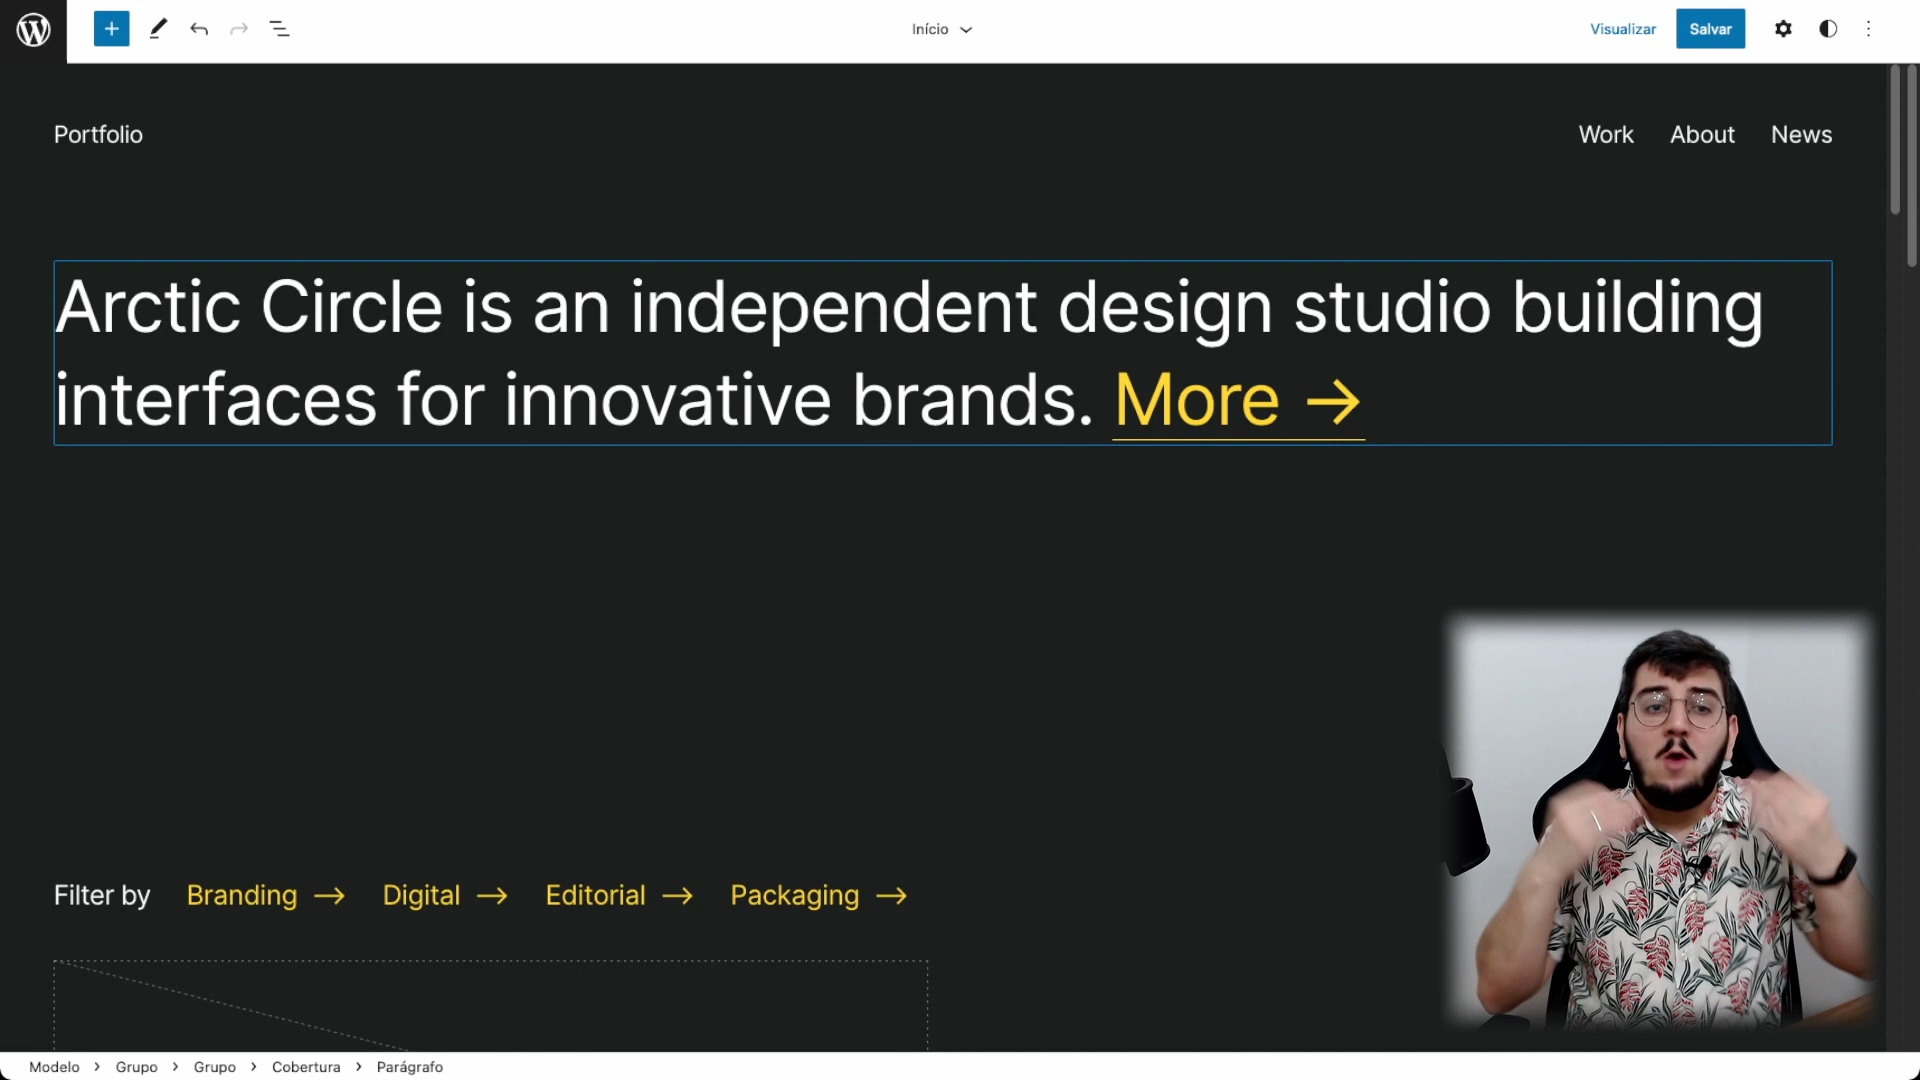 Início
Visualizar
Salvar
Portfolio
Work
About
News
Arctic Circle is an independent design studio building
interfaces for innovative brands. More →
Filter by
Branding →
Digital →
Editorial →
Packaging →
Modelo > Grupo > Grupo > Cobertura > Parágrafo